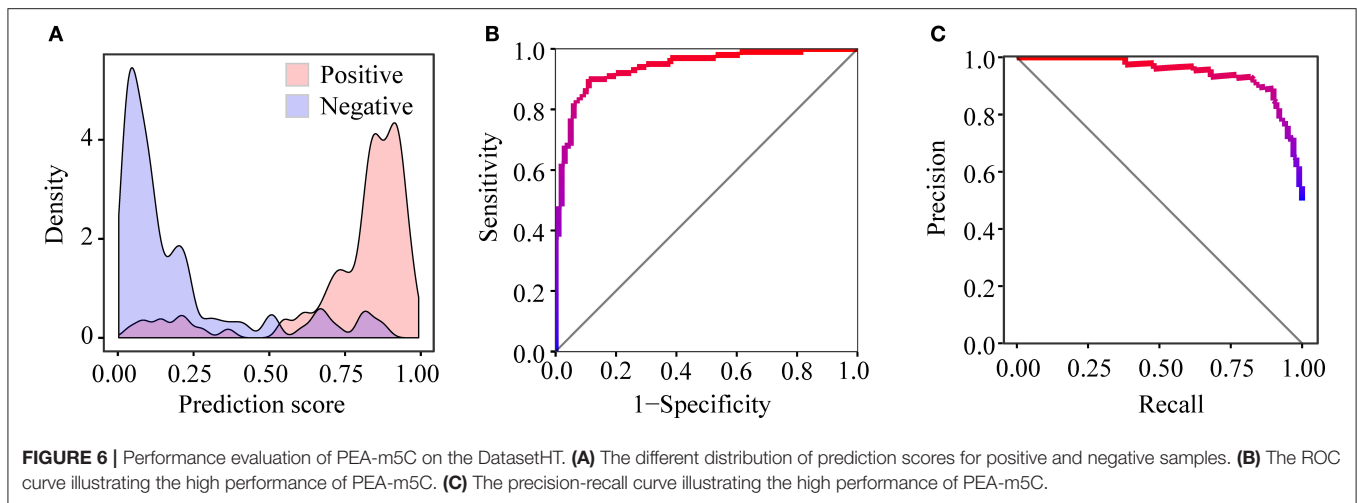 A
Positive
Negative
4
2
0
Density
0.00 0.25 0.50 0.75 1.00
Prediction score
B
1.0
0.8
0.6
0.4
0.2
0.0
Sensitivity
0.0 0.2 0.4 0.6 0.8 1.0
1−Specificity
C
1.0
0.8
0.6
0.4
0.2
0.0
Precision
0.00 0.25 0.50 0.75 1.00
Recall
FIGURE 6 | Performance evaluation of PEA-m5C on the DatasetHT. (A) The different distribution of prediction scores for positive and negative samples. (B) The ROC
curve illustrating the high performance of PEA-m5C. (C) The precision-recall curve illustrating the high performance of PEA-m5C.